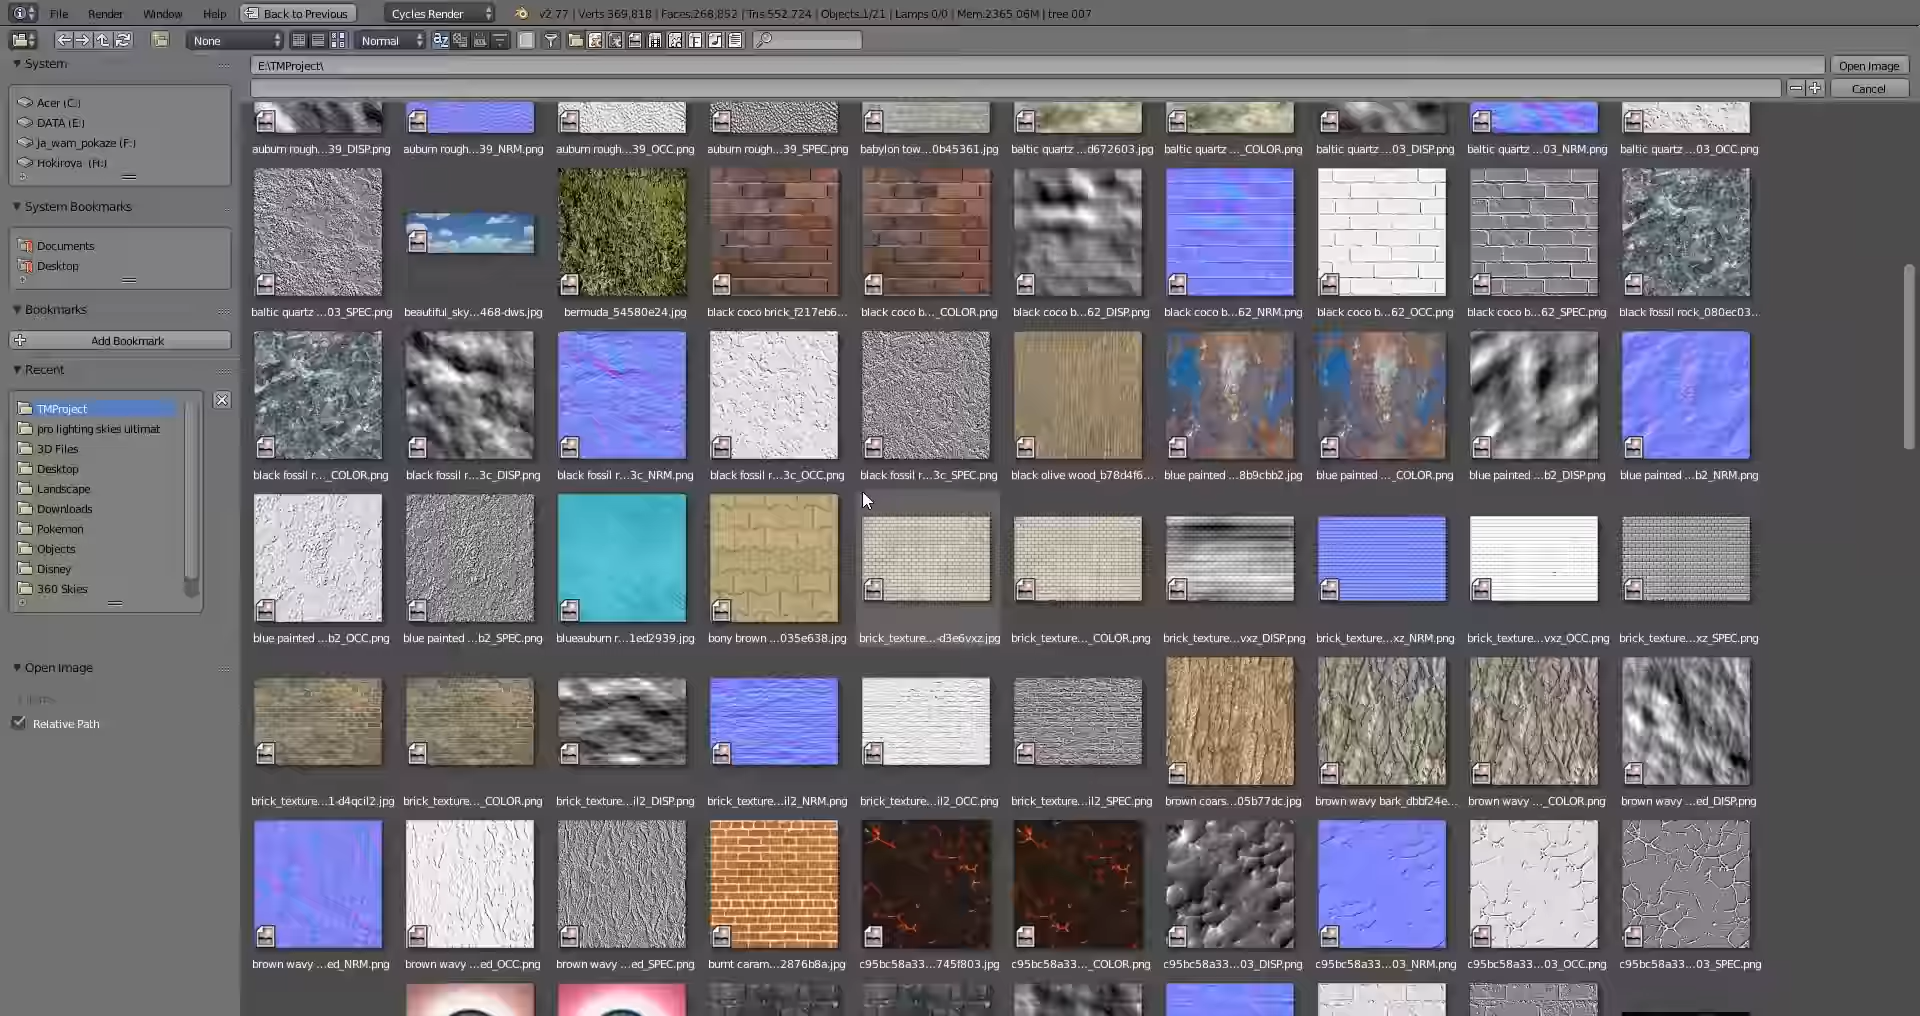 File Render Window Help Back to Previous Cycles Render v2.77 | Verts:369,818 | Faces:268,852 | Tris:552,724 | Objects:1/21 | Lamps:0/0 | Mem:2365.06M | tree 007
None Normal
System
Acer (C:)
DATA (E:)
Ja_wam_pokaze (F:)
Hokiroya (H:)
System Bookmarks
Documents
Desktop
Bookmarks
Add Bookmark
Recent
TMProject
pro lighting skies ultimat
3D Files
Desktop
Landscape
Downloads
Pokemon
Objects
Disney
360 Skies
Open Image
Relative Path
E:\TMProject\ Open Image
Cancel
auburn rough...39_DISP.png auburn rough...39_NRM.png auburn rough...39_OCC.png auburn rough...39_SPEC.png babylon tow...0b45361.jpg baltic quartz ...d672603.jpg baltic quartz ..._COLOR.png baltic quartz ...03_DISP.png baltic quartz ...03_NRM.png baltic quartz ...03_OCC.png
baltic quartz ...03_SPEC.png beautiful_sky...468-dws.jpg bermuda_54580e24.jpg black coco brick_f217eb6... black coco b..._COLOR.png black coco b...62_DISP.png black coco b...62_NRM.png black coco b...62_OCC.png black coco b...62_SPEC.png black fossil rock_080ec03...
black fossil r..._COLOR.png black fossil r...3c_DISP.png black fossil r...3c_NRM.png black fossil r...3c_OCC.png black fossil r...3c_SPEC.png black olive wood_b78d4f6... blue painted ...8b9cbb2.jpg blue painted ..._COLOR.png blue painted ...b2_DISP.png blue painted ...b2_NRM.png
blue painted ...b2_OCC.png blue painted ...b2_SPEC.png blueauburn r...1ed2939.jpg bony brown ...035e638.jpg brick_texture...-d3e6vxz.jpg brick_texture..._COLOR.png brick_texture...vxz_DISP.png brick_texture...xz_NRM.png brick_texture...vxz_OCC.png brick_texture...xz_SPEC.png
brick_texture...1-d4qcil2.jpg brick_texture..._COLOR.png brick_texture...il2_DISP.png brick_texture...il2_NRM.png brick_texture...il2_OCC.png brick_texture...il2_SPEC.png brown coars...05b77dc.jpg brown wavy bark_dbbf24e... brown wavy ..._COLOR.png brown wavy ...ed_DISP.png
brown wavy ...ed_NRM.png brown wavy ...ed_OCC.png brown wavy ...ed_SPEC.png burnt caram...2876b8a.jpg c95bc58a33...745f803.jpg c95bc58a33..._COLOR.png c95bc58a33...03_DISP.png c95bc58a33...03_NRM.png c95bc58a33...03_OCC.png c95bc58a33...03_SPEC.png